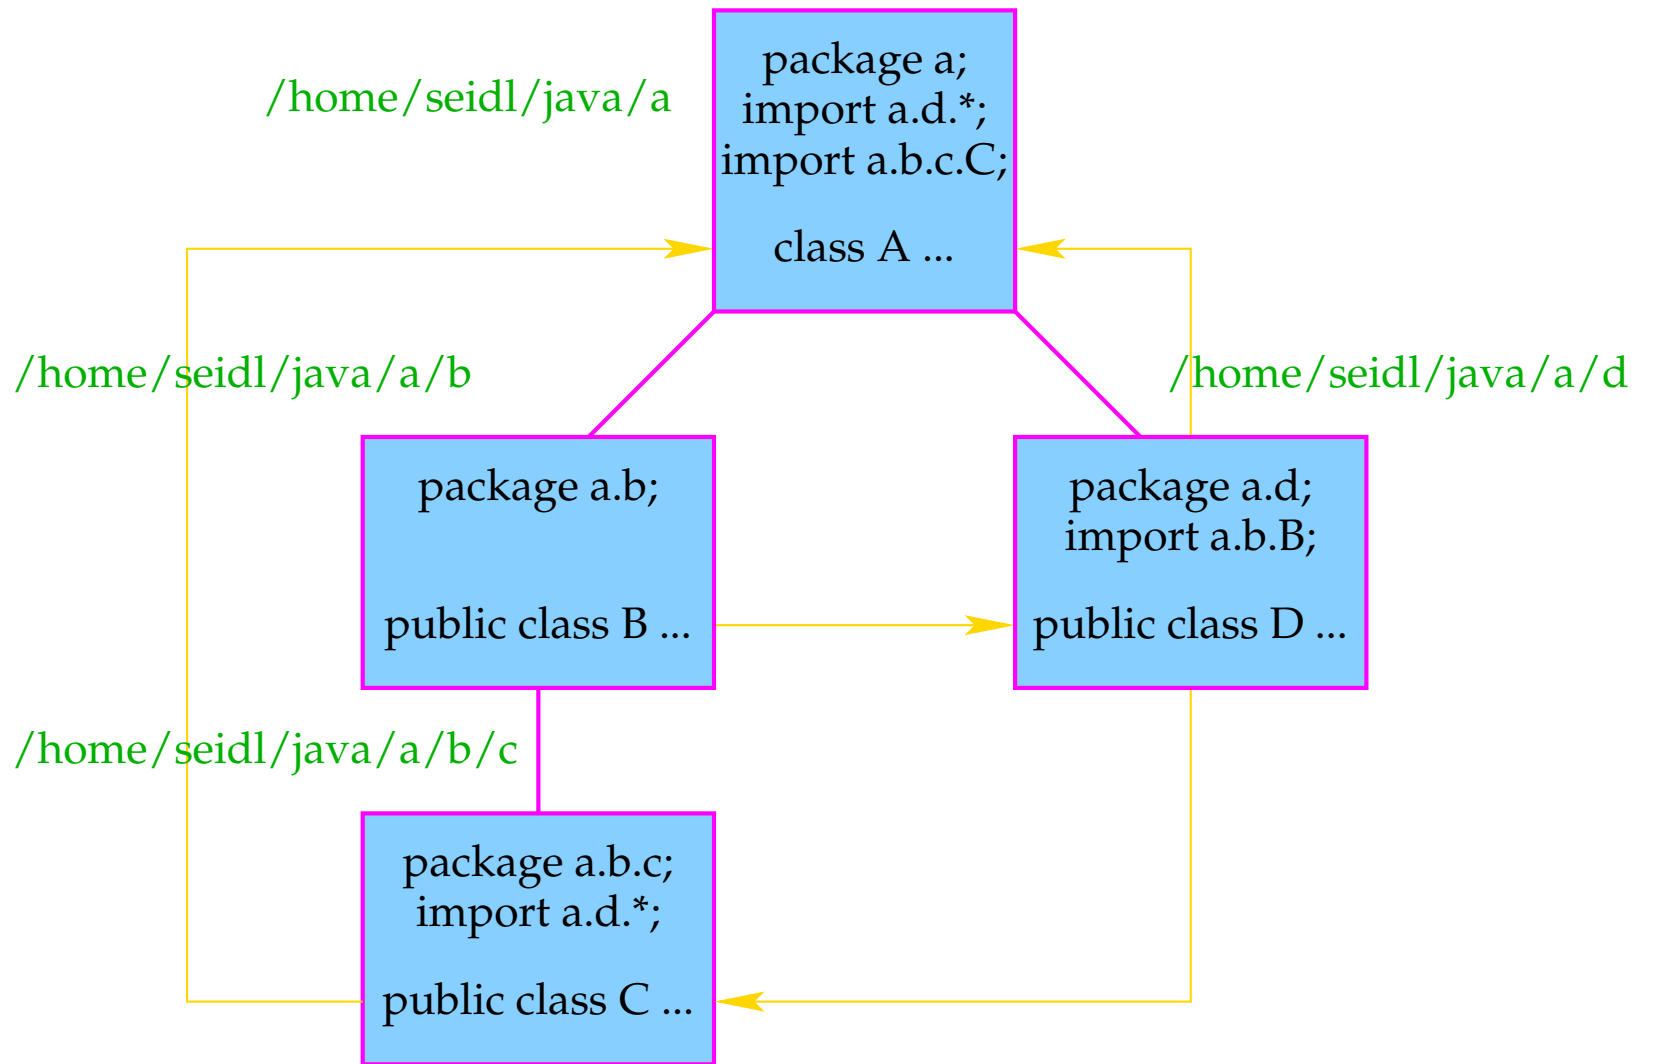 /home/seidl/java/a
package a;
import a.d.*;
import a.b.c.C;
class A ...
/home/seidl/java/a/b
/home/seidl/java/a/d
package a.b;
public class B ...
package a.d;
import a.b.B;
public class D ...
/home/seidl/java/a/b/c
package a.b.c;
import a.d.*;
public class C ...